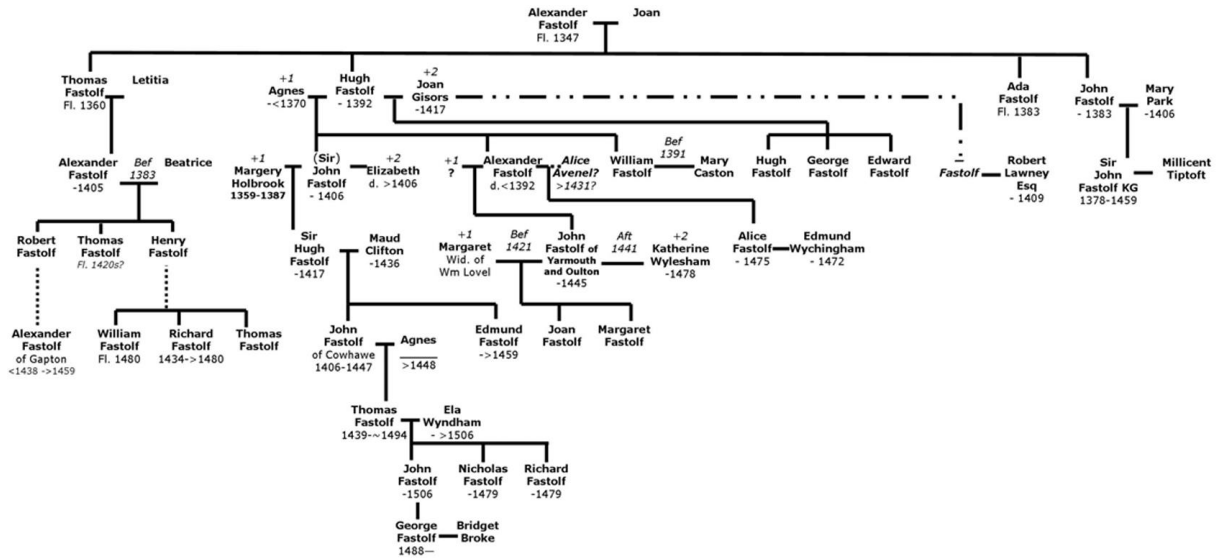 Alexander
Fastolf
Fl. 1347
Joan
Thomas
Fastolf
Fl. 1360
Letitia
+1
Agnes
-<1370
Hugh
Fastolf
- 1392
+2
Joan
Gisors
-1417
Ada
Fastolf
Fl. 1383
John
Fastolf
- 1383
Mary
Park
-1406
Alexander
Fastolf
-1405
Bef
1383
Beatrice
+1
Margery
Holbrook
1359-1387
(Sir)
John
Fastolf
- 1406
+2
Elizabeth
d. >1406
+1
?
Alexander
Fastolf
d.<1392
Alice
Avenel?
>1431?
William
Fastolf
Bef
1391
Mary
Caston
Hugh
Fastolf
George
Fastolf
Edward
Fastolf
Fastolf
Robert
Lawney
Esq
- 1409
Sir
John
Fastolf KG
1378-1459
Millicent
Tiptoft
Robert
Fastolf
Thomas
Fastolf
Fl. 1420s?
Henry
Fastolf
Sir
Hugh
Fastolf
-1417
Maud
Clifton
-1436
+1
Margaret
Wid. of
Wm Lovel
Bef
1421
John
Fastolf of
Yarmouth
and Oulton
-1445
Aft
1441
+2
Katherine
Wylesham
-1478
Alice
Fastolf
- 1475
Edmund
Wychingham
- 1472
Alexander
Fastolf
of Gapton
<1438 ->1459
William
Fastolf
Fl. 1480
Richard
Fastolf
1434->1480
Thomas
Fastolf
John
Fastolf
of Cowhawe
1406-1447
Agnes
>1448
Edmund
Fastolf
->1459
Joan
Fastolf
Margaret
Fastolf
Thomas
Fastolf
1439-~1494
Ela
Wyndham
- >1506
John
Fastolf
-1506
Nicholas
Fastolf
-1479
Richard
Fastolf
-1479
George
Fastolf
1488—
Bridget
Broke